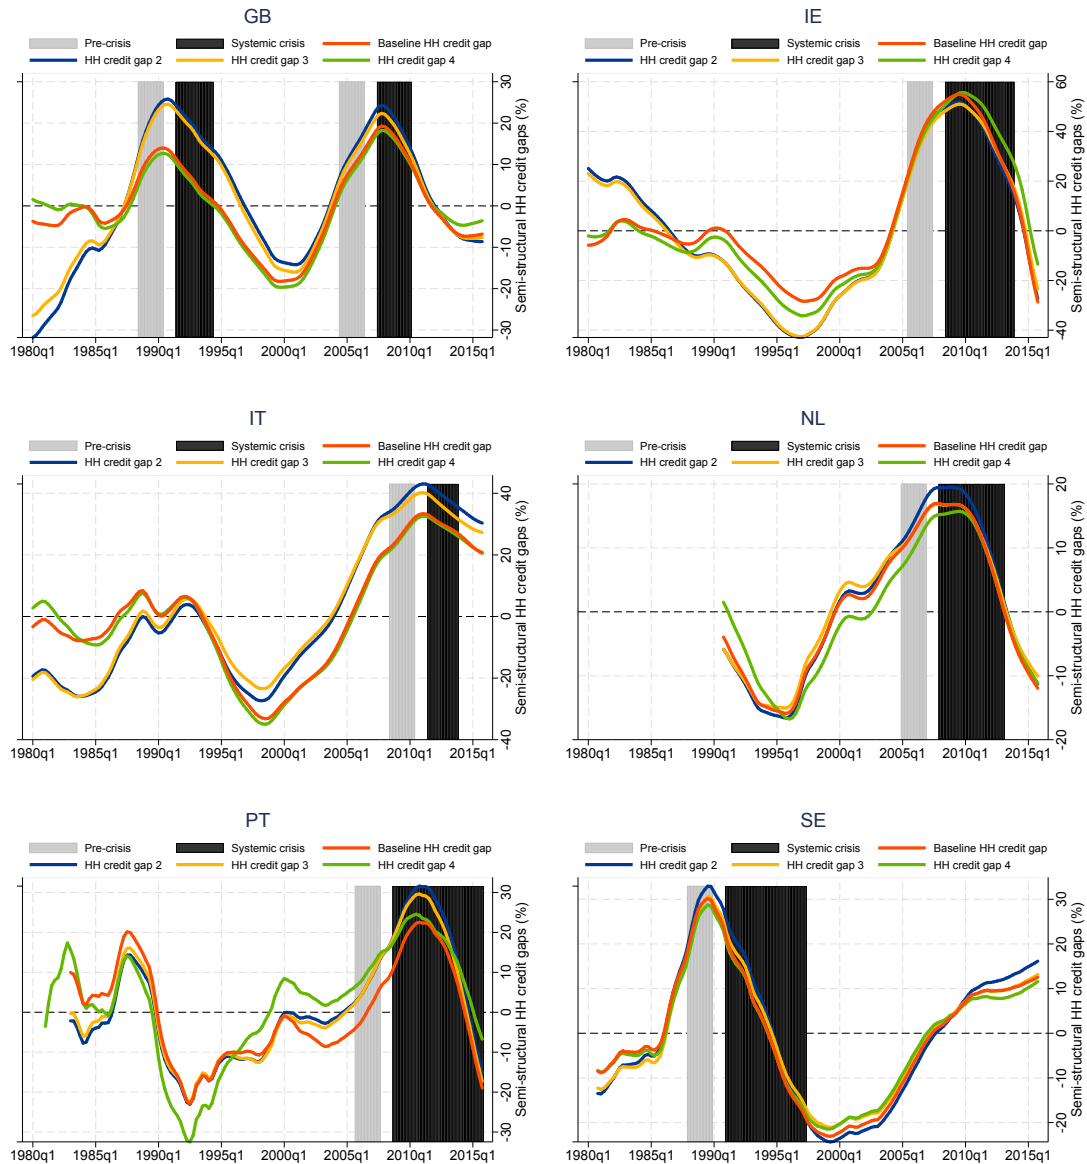 GB
Pre-crisis Systemic crisis Baseline HH credit gap
HH credit gap 2 HH credit gap 3 HH credit gap 4
30
20
10
0
-10
-20
-30
Semi-structural HH credit gaps (%)
1980q1 1985q1 1990q1 1995q1 2000q1 2005q1 2010q1 2015q1
IE
Pre-crisis Systemic crisis Baseline HH credit gap
HH credit gap 2 HH credit gap 3 HH credit gap 4
60
40
20
0
-20
-40
Semi-structural HH credit gaps (%)
1980q1 1985q1 1990q1 1995q1 2000q1 2005q1 2010q1 2015q1
IT
Pre-crisis Systemic crisis Baseline HH credit gap
HH credit gap 2 HH credit gap 3 HH credit gap 4
40
20
0
-20
-40
Semi-structural HH credit gaps (%)
1980q1 1985q1 1990q1 1995q1 2000q1 2005q1 2010q1 2015q1
NL
Pre-crisis Systemic crisis Baseline HH credit gap
HH credit gap 2 HH credit gap 3 HH credit gap 4
20
10
0
-10
-20
Semi-structural HH credit gaps (%)
1980q1 1985q1 1990q1 1995q1 2000q1 2005q1 2010q1 2015q1
PT
Pre-crisis Systemic crisis Baseline HH credit gap
HH credit gap 2 HH credit gap 3 HH credit gap 4
30
20
10
0
-10
-20
-30
Semi-structural HH credit gaps (%)
1980q1 1985q1 1990q1 1995q1 2000q1 2005q1 2010q1 2015q1
SE
Pre-crisis Systemic crisis Baseline HH credit gap
HH credit gap 2 HH credit gap 3 HH credit gap 4
30
20
10
0
-10
-20
Semi-structural HH credit gaps (%)
1980q1 1985q1 1990q1 1995q1 2000q1 2005q1 2010q1 2015q1